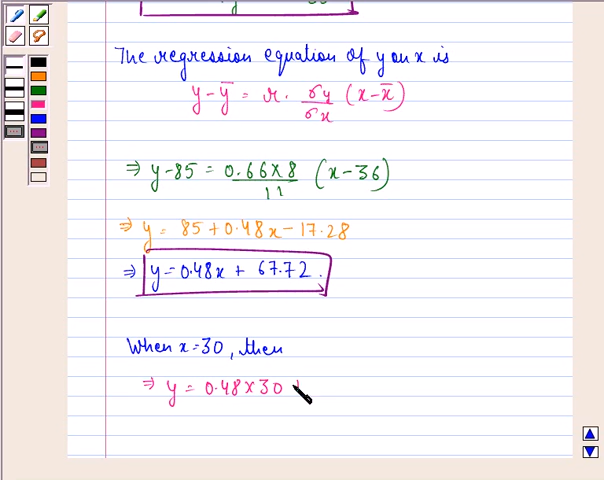 The regression equation of y on x is
y - ȳ = r. σy/σx (x - x̄)
⇒ y - 85 = 0.66 × 8/11 (x - 36)
⇒ y = 85 + 0.48x - 17.28
⇒ y = 0.48x + 67.72.
When x = 30, then
⇒ y = 0.48 × 30